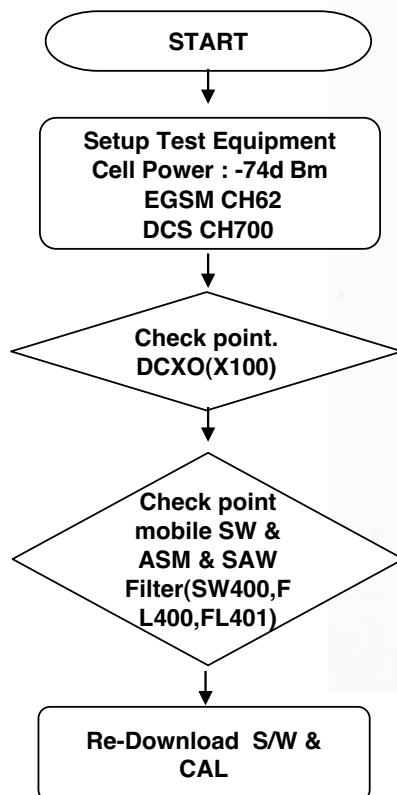 START
Setup Test Equipment
Cell Power : -74d Bm
EGSM CH62
DCS CH700
Check point.
DCXO(X100)
Check point
mobile SW &
ASM & SAW
Filter(SW400,F
L400,FL401)
Re-Download S/W &
CAL